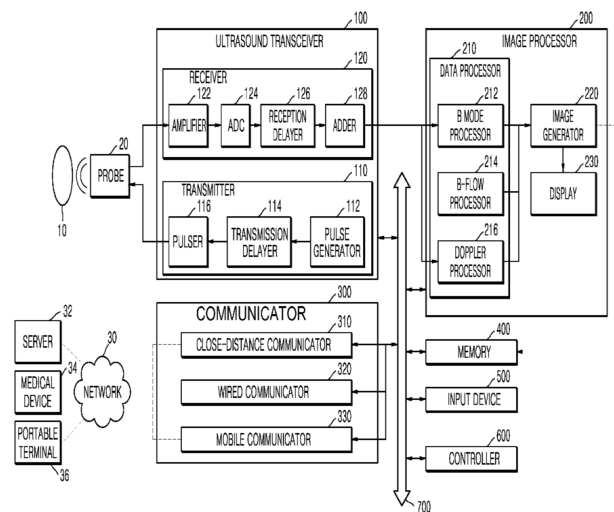 100
ULTRASOUND TRANSCEIVER
120
RECEIVER
122
124
126
128
AMPLIFIER
ADC
RECEPTION
DELAYER
ADDER
20
PROBE
10
110
TRANSMITTER
116
114
112
PULSER
TRANSMISSION
DELAYER
PULSE
GENERATOR
200
IMAGE PROCESSOR
210
DATA PROCESSOR
212
B MODE
PROCESSOR
220
IMAGE
GENERATOR
214
B-FLOW
PROCESSOR
230
DISPLAY
216
DOPPLER
PROCESSOR
300
COMMUNICATOR
310
CLOSE-DISTANCE COMMUNICATOR
320
WIRED COMMUNICATOR
330
MOBILE COMMUNICATOR
32
SERVER
30
NETWORK
34
MEDICAL
DEVICE
PORTABLE
TERMINAL
36
400
MEMORY
500
INPUT DEVICE
600
CONTROLLER
700